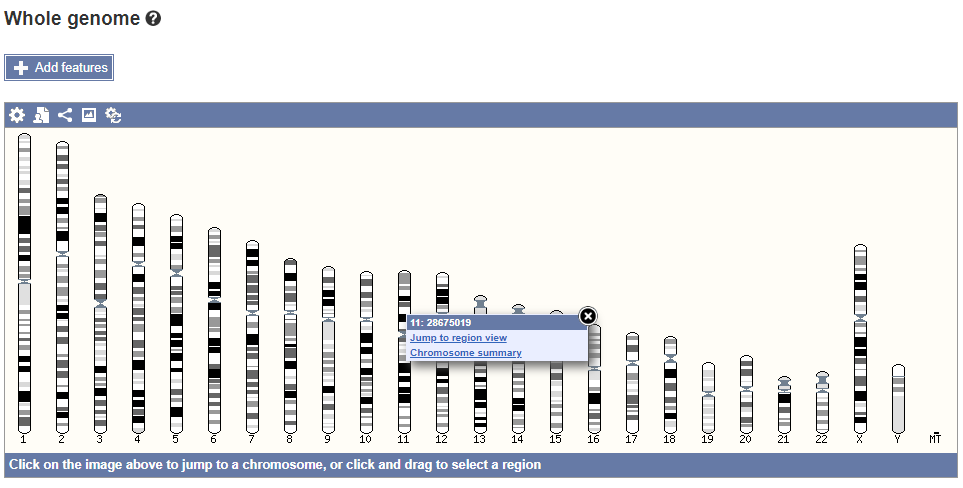 Whole genome ?
Add features
11: 28675019
Jump to region view
Chromosome summary
1 2 3 4 5 6 7 8 9 10 11 12 13 14 15 16 17 18 19 20 21 22 X Y MT
Click on the image above to jump to a chromosome, or click and drag to select a region